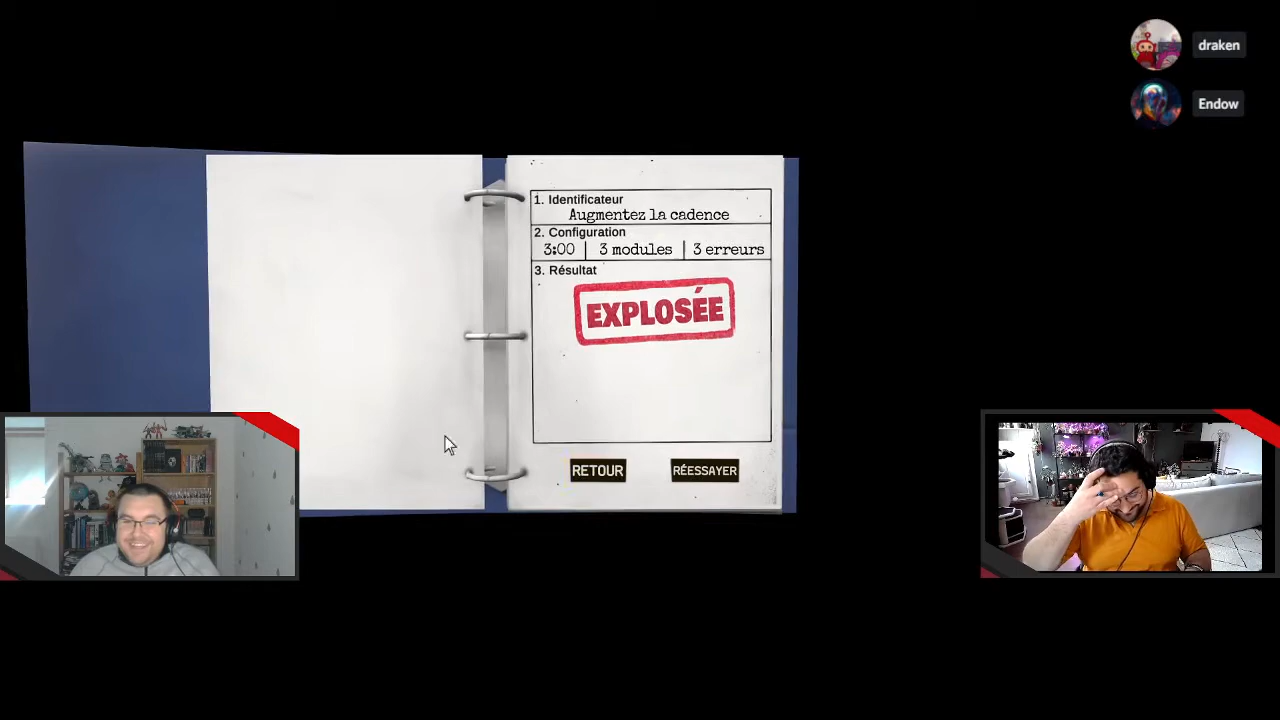 draken
Endow
1. Identificateur
Augmentez la cadence
2. Configuration
3:00 | 3 modules | 3 erreurs
3. Résultat
EXPLOSÉE
RETOUR
RÉESSAYER